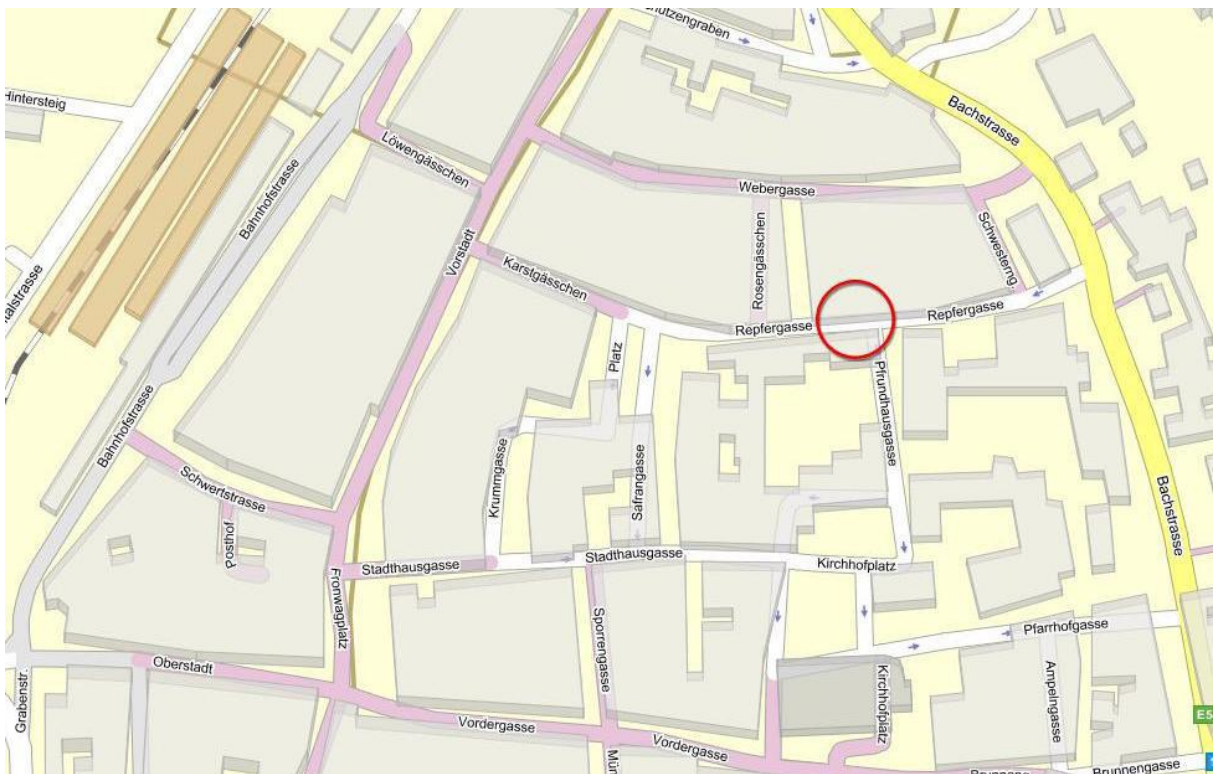 Bachstrasse
Hintersteig
Löwengässchen
Bahnhofstrasse
Webergasse
Schwesterng.
Vorstadt
Rosengässchen
Karstgässchen
Repfergasse
Repfergasse
Platz
Pfrundhausgasse
Bahnhofstrasse
Krummgasse
Safrangasse
Schwertstrasse
Posthof
Bachstrasse
Stadthausgasse
Stadthausgasse
Kirchhofplatz
Fronwagplatz
Sporrengasse
Pfarrhofgasse
Oberstadt
Kirchhofplatz
Ampelngasse
Grabenstr.
Vordergasse
Vordergasse
E5
Brunnengasse